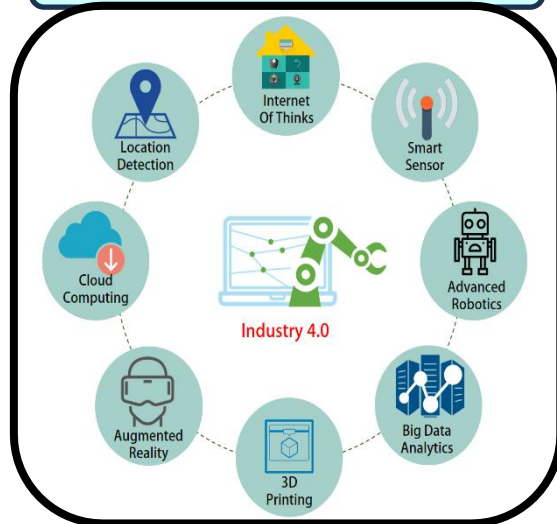 Internet
Of Thinks
Smart
Sensor
Advanced
Robotics
Big Data
Analytics
3D
Printing
Augmented
Reality
Cloud
Computing
Location
Detection
Industry 4.0